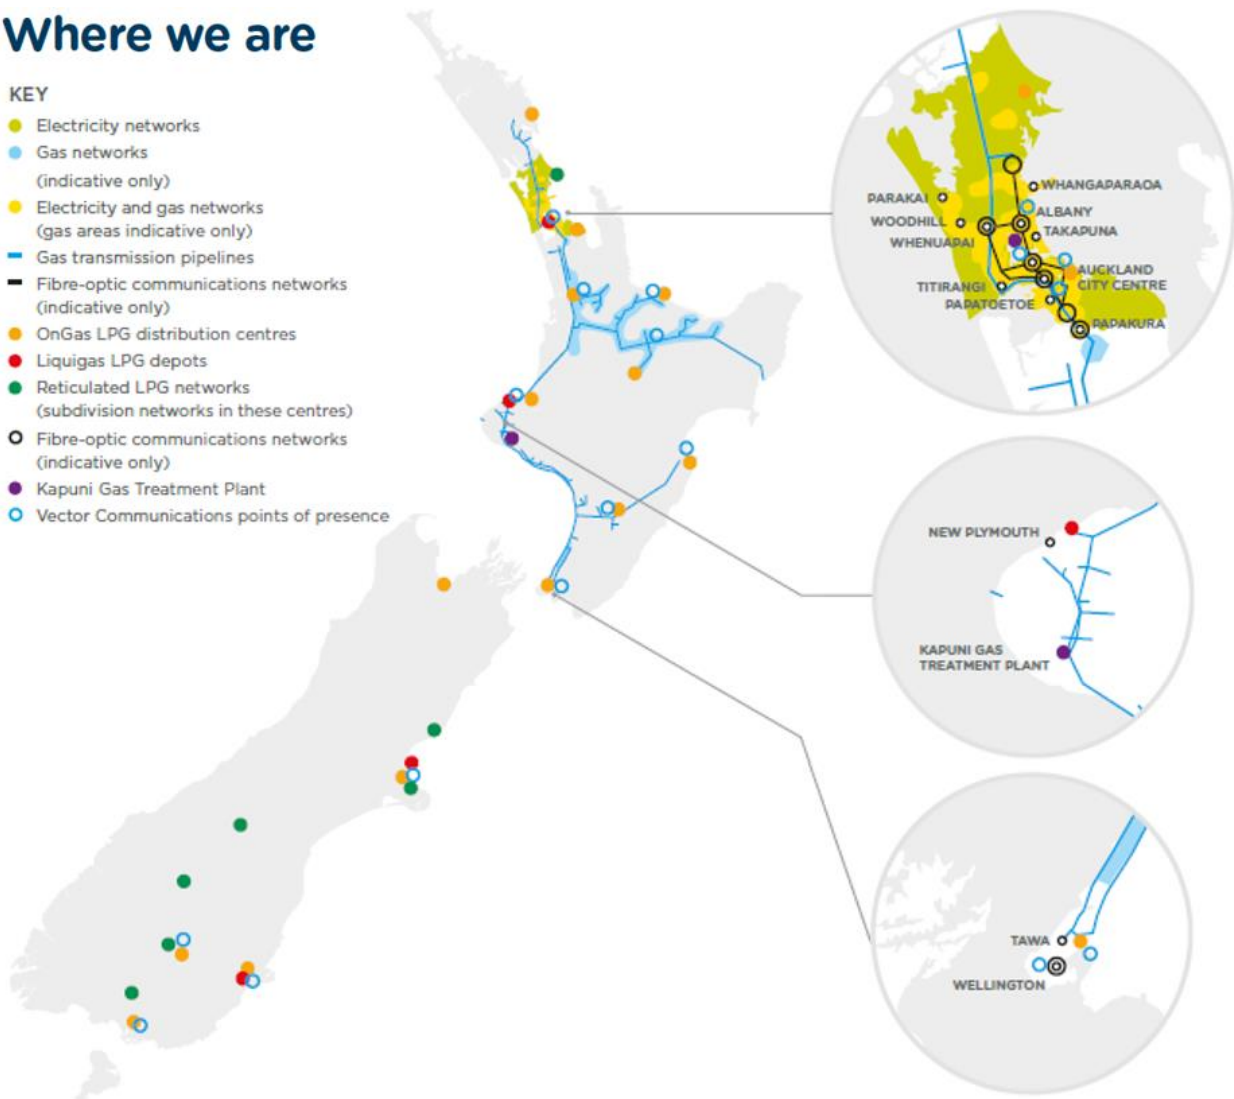 Where we are
KEY
Electricity networks
Gas networks
(indicative only)
Electricity and gas networks
(gas areas indicative only)
Gas transmission pipelines
Fibre-optic communications networks
(indicative only)
OnGas LPG distribution centres
Liquigas LPG depots
Reticulated LPG networks
(subdivision networks in these centres)
Fibre-optic communications networks
(indicative only)
Kapuni Gas Treatment Plant
Vector Communications points of presence
WHANGAPARAOA
PARAKAI
ALBANY
WOODHILL
TAKAPUNA
WHENUAPAI
AUCKLAND
CITY CENTRE
TITIRANGI
PAPATOETOE
PAPAKURA
NEW PLYMOUTH
KAPUNI GAS
TREATMENT PLANT
TAWA
WELLINGTON